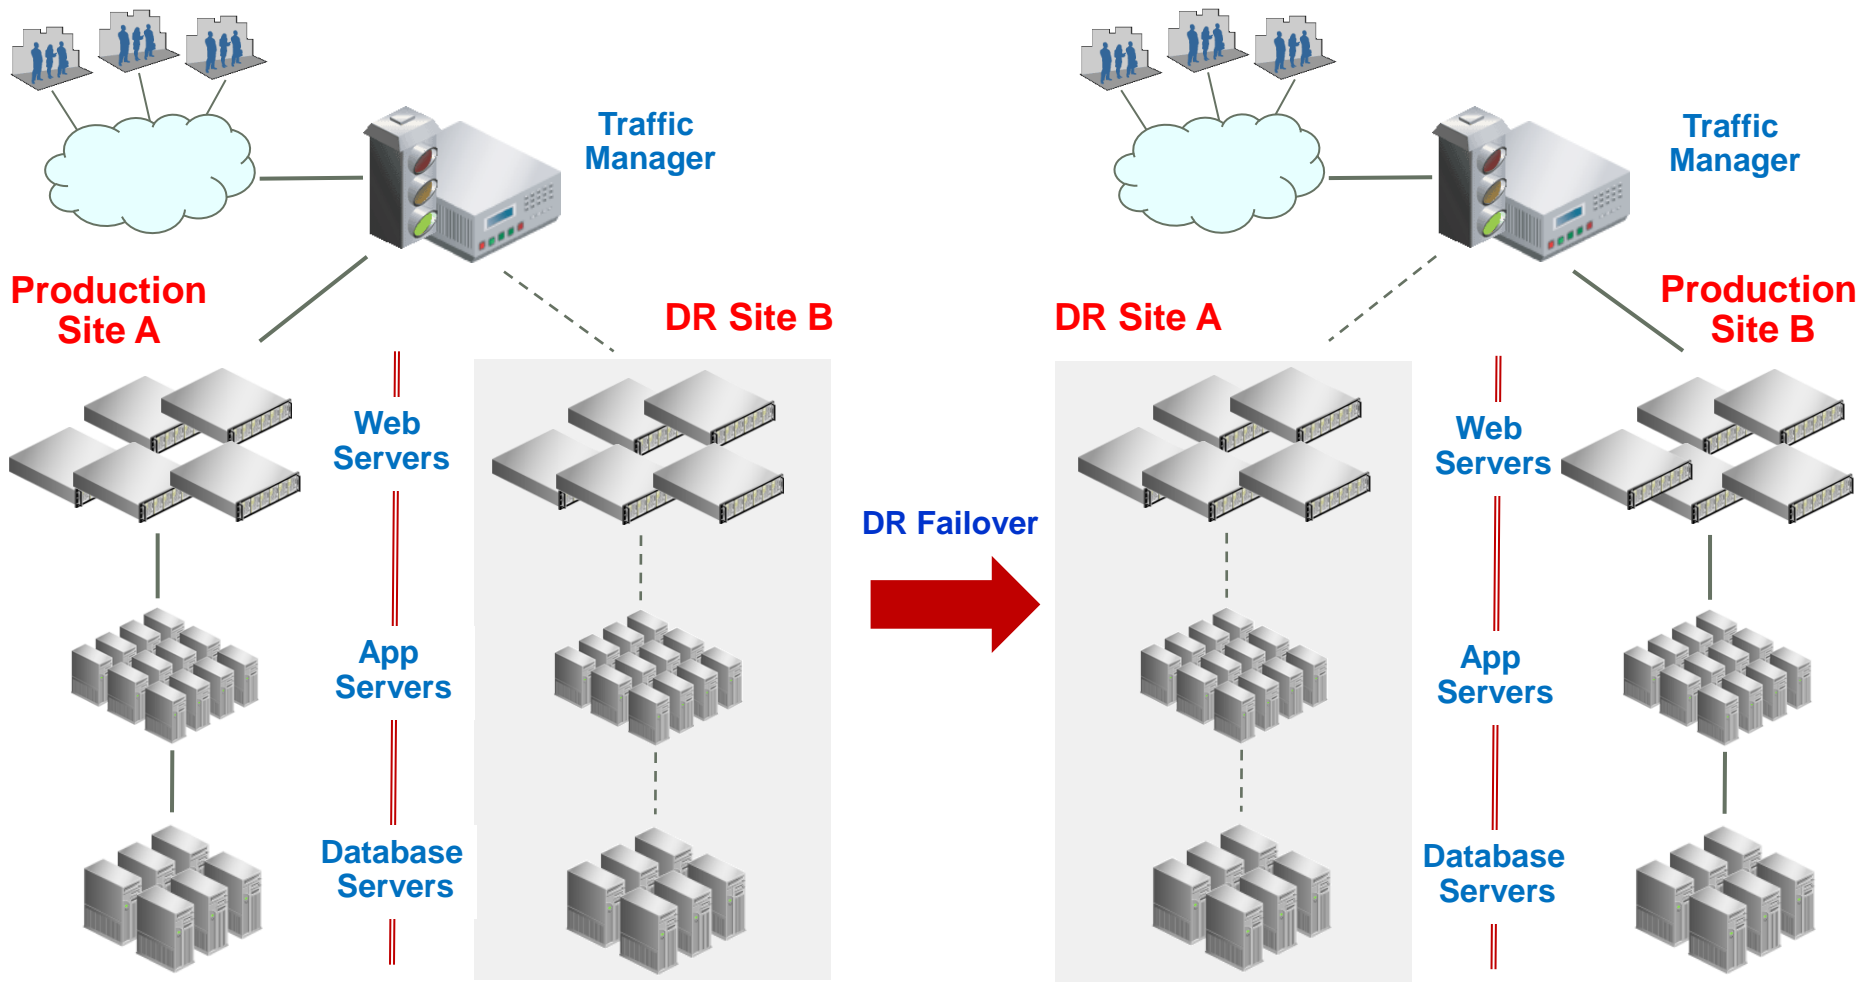 Traffic
Manager
Production
Site A
DR Site B
Web
Servers
App
Servers
Database
Servers
DR Failover
Traffic
Manager
DR Site A
Production
Site B
Web
Servers
App
Servers
Database
Servers